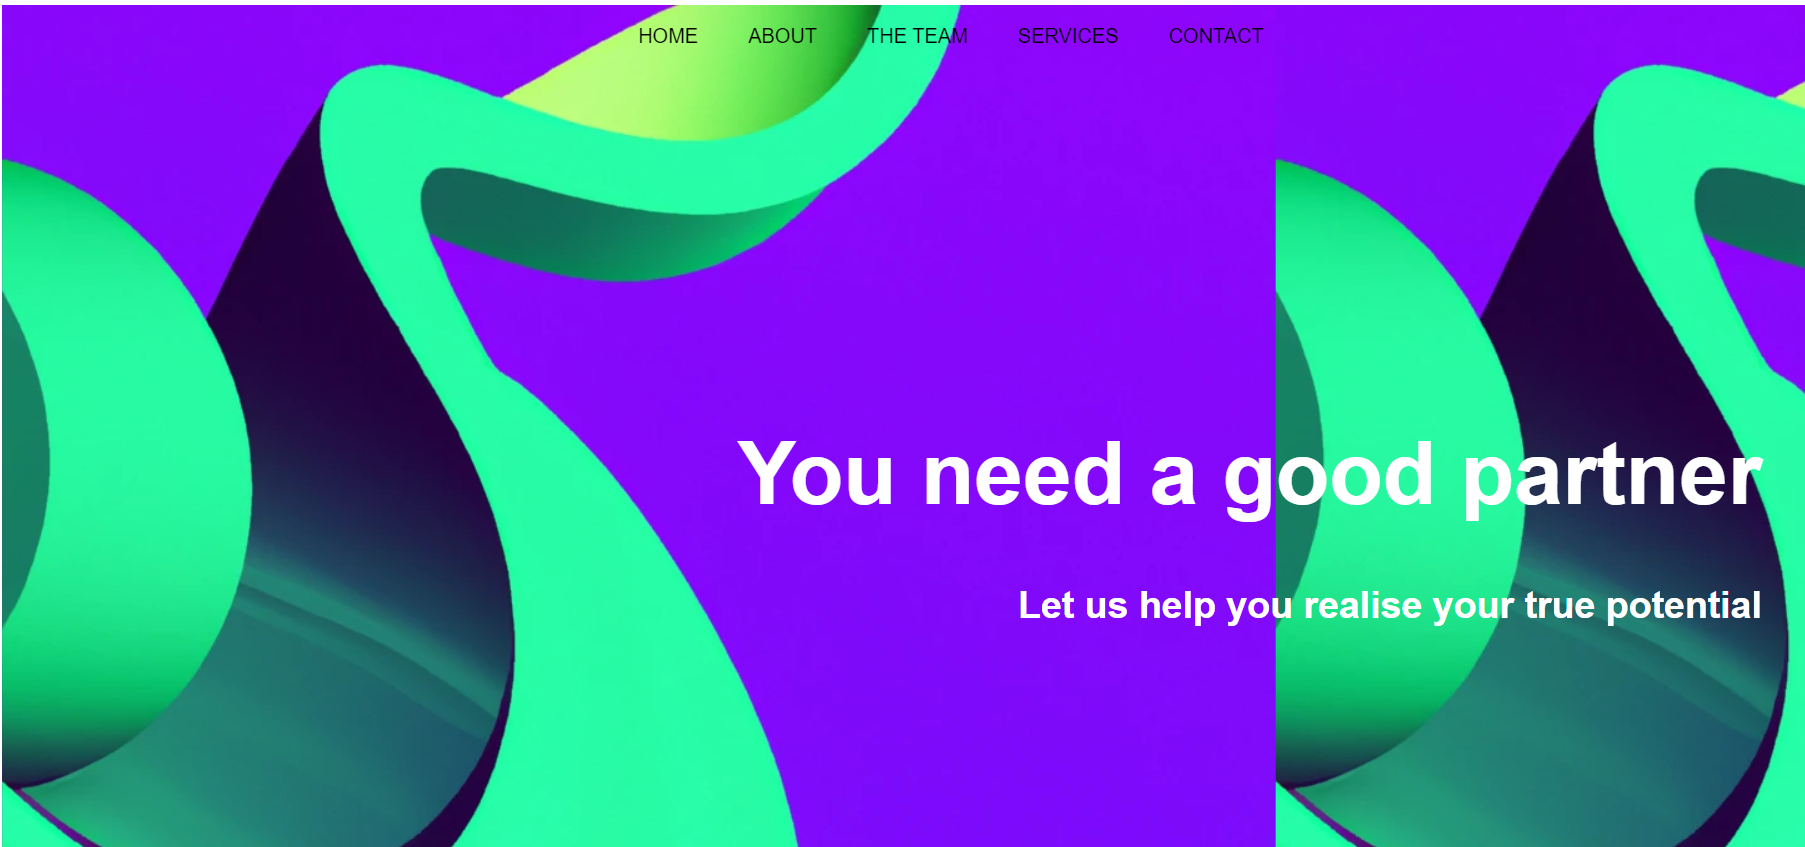 HOME ABOUT THE TEAM SERVICES CONTACT
You need a good partner
Let us help you realise your true potential